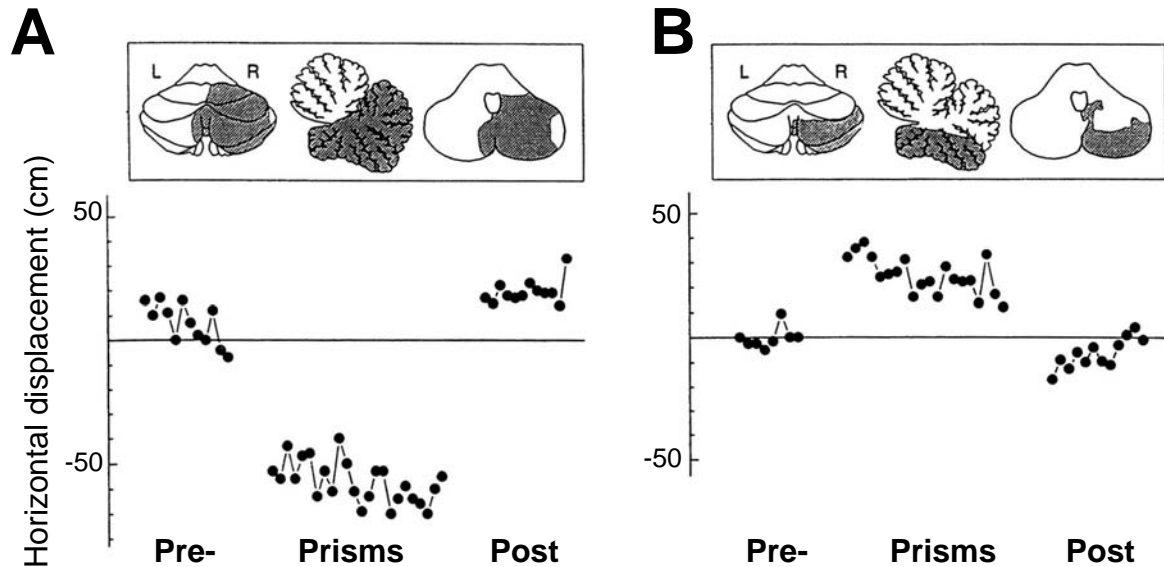 A
B
L R
L R
Horizontal displacement (cm)
50
-50
50
-50
Pre- Prisms Post
Pre- Prisms Post